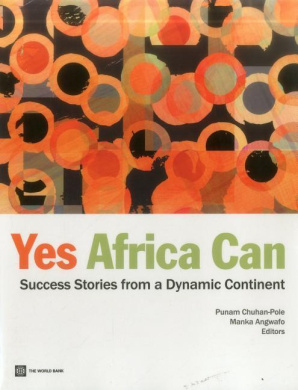 Yes Africa Can
Success Stories from a Dynamic Continent
Punam Chuhan-Pole
Manka Angwafo
Editors
THE WORLD BANK